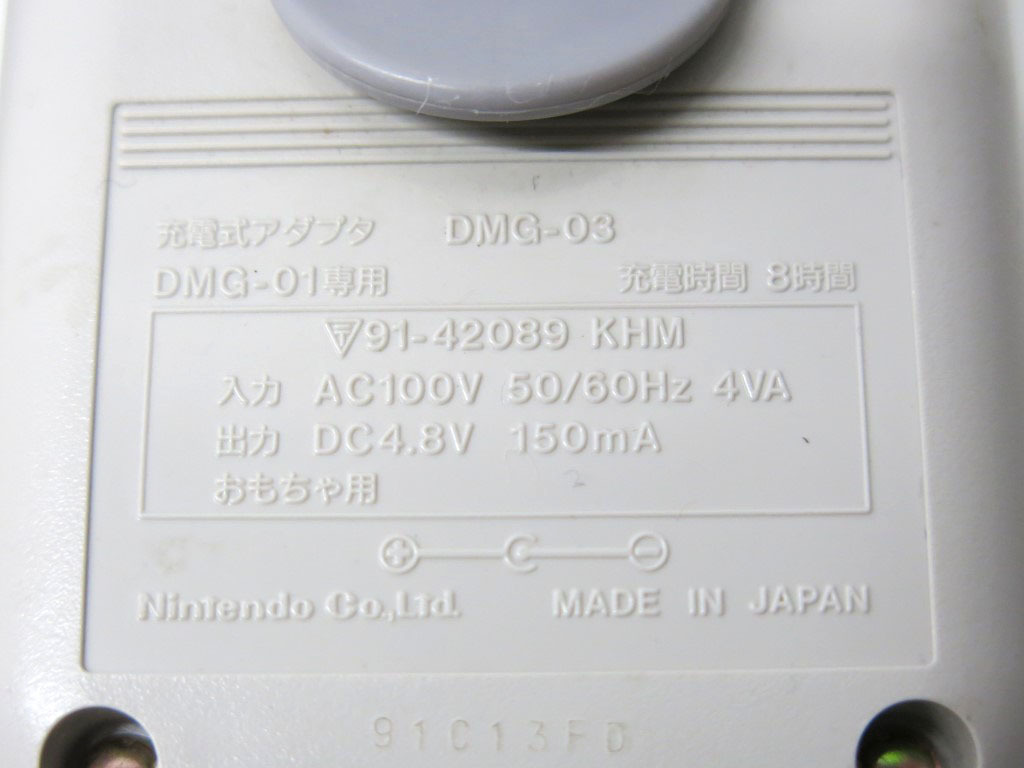 充電式アダプタ DMG-03
DMG-01専用 充電時間 8時間
91-42089 KHM
入力 AC100V 50/60Hz 4VA
出力 DC4.8V 150mA
おもちゃ用
Nintendo Co.,Ltd.
MADE IN JAPAN
91C13FD